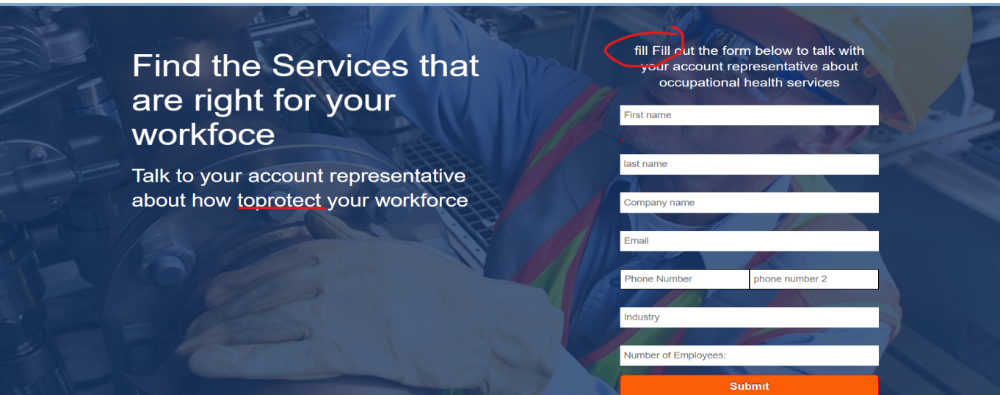 Find the Services that
are right for your
workfoce
Talk to your account representative
about how toprotect your workforce
fill Fill out the form below to talk with
your account representative about
occupational health services
First name
*
last name
Company name
Email
Phone Number
phone number 2
Industry
Number of Employees:
Submit